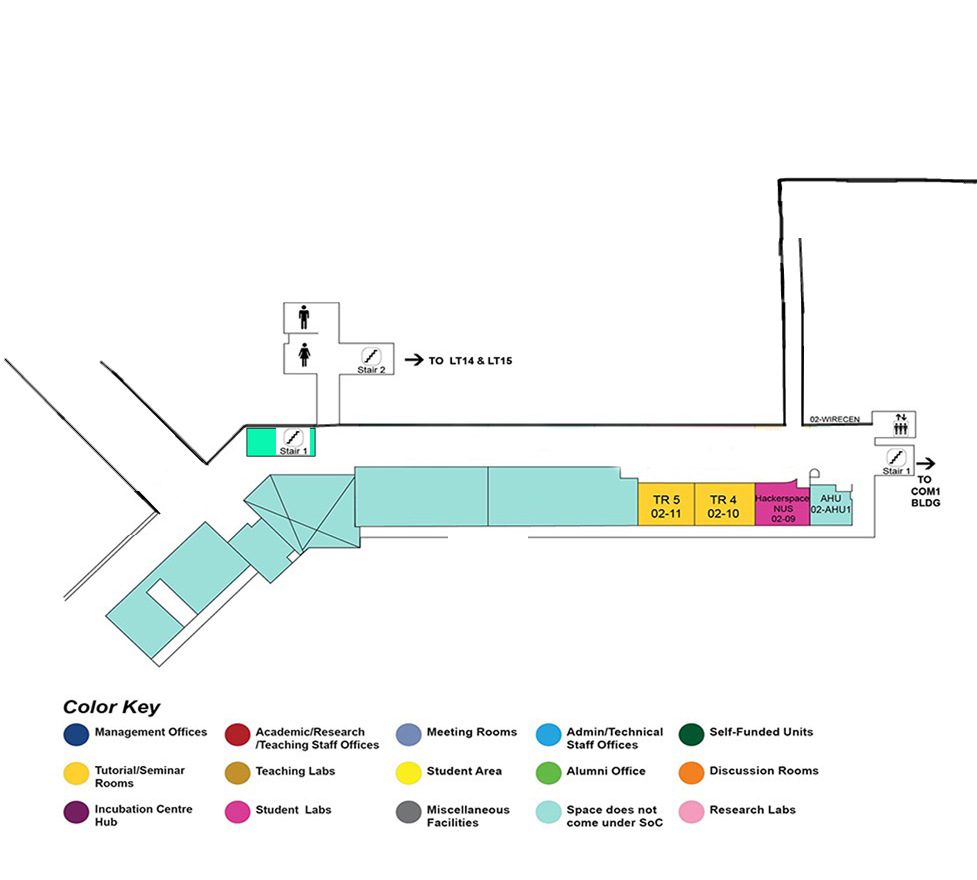 Stair 2
TO LT14 & LT15
02-WIRECEN
Stair 1
Stair 1
TO
COM1
BLDG
TR 5
02-11
TR 4
02-10
Hackerspace
NUS
02-09
AHU
02-AHU1
Color Key
Management Offices
Academic/Research
/Teaching Staff Offices
Meeting Rooms
Admin/Technical
Staff Offices
Self-Funded Units
Tutorial/Seminar
Rooms
Teaching Labs
Student Area
Alumni Office
Discussion Rooms
Incubation Centre
Hub
Student Labs
Miscellaneous
Facilities
Space does not
come under SoC
Research Labs